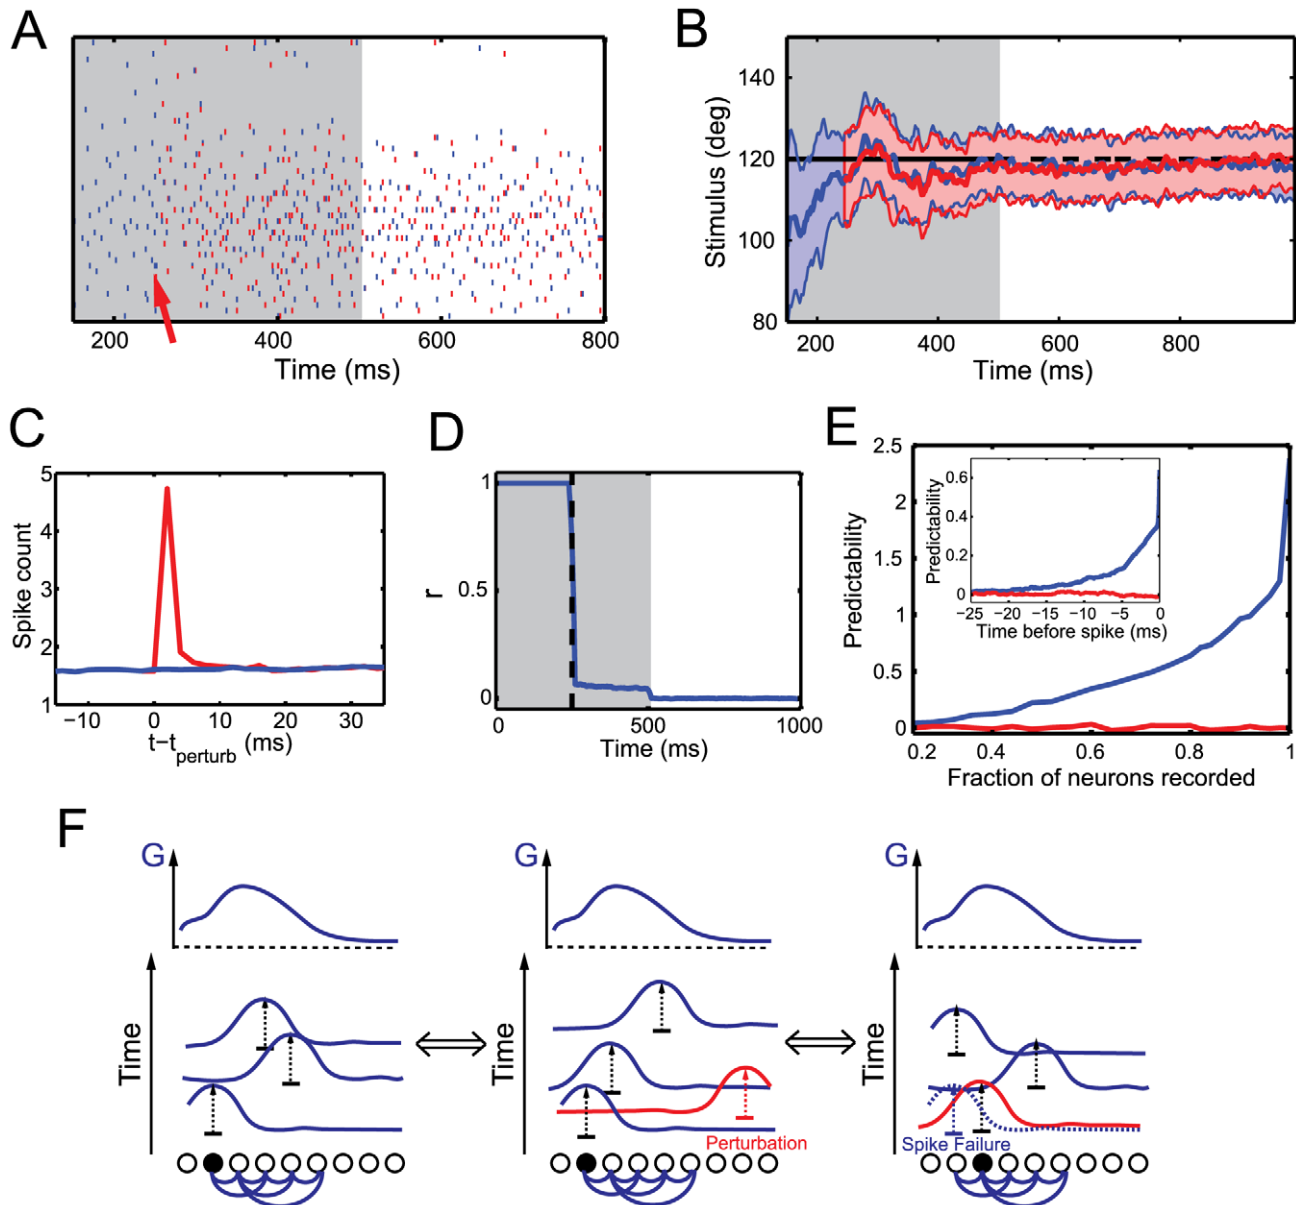 A
200
400
600
800
Time (ms)
B
Stimulus (deg)
140
120
100
80
200
400
600
800
Time (ms)
C
Spike count
5
4
3
2
1
−10
0
10
20
30
t−t_perturb (ms)
D
r
1
0.5
0
0
500
1000
Time (ms)
E
Predictability
2.5
2
1.5
1
0.5
0
0.2
0.4
0.6
0.8
1
Fraction of neurons recorded
Predictability
0.6
0.4
0.2
0
−25
−20
−15
−10
−5
0
Time before spike (ms)
F
G
Time
G
Time
Perturbation
G
Time
Spike Failure